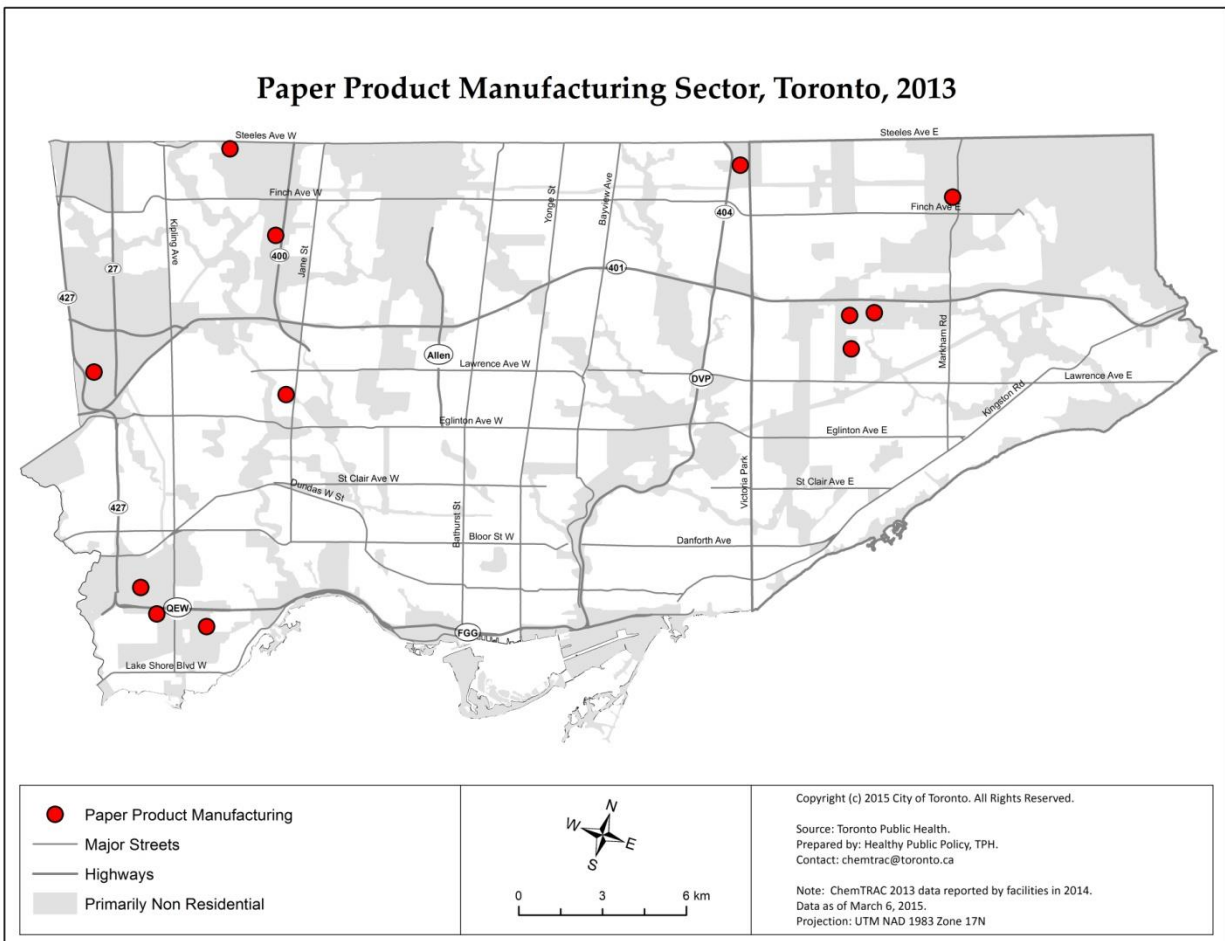 Paper Product Manufacturing Sector, Toronto, 2013
Steeles Ave W
Steeles Ave E
Finch Ave W
Finch Ave E
Kipling Ave
Jane St
Yonge St
Bayview Ave
404
400
27
401
427
Markham Rd
Allen
Lawrence Ave W
DVP
Lawrence Ave E
Kingston Rd
Eglinton Ave W
Eglinton Ave E
Victoria Park
St Clair Ave W
St Clair Ave E
Dundas W St
427
Bathurst St
Bloor St W
Danforth Ave
QEW
FGG
Lake Shore Blvd W
Paper Product Manufacturing
Major Streets
Highways
Primarily Non Residential
N
W
E
S
0 3 6 km
Copyright (c) 2015 City of Toronto. All Rights Reserved.
Source: Toronto Public Health.
Prepared by: Healthy Public Policy, TPH.
Contact: chemtrac@toronto.ca
Note: ChemTRAC 2013 data reported by facilities in 2014.
Data as of March 6, 2015.
Projection: UTM NAD 1983 Zone 17N